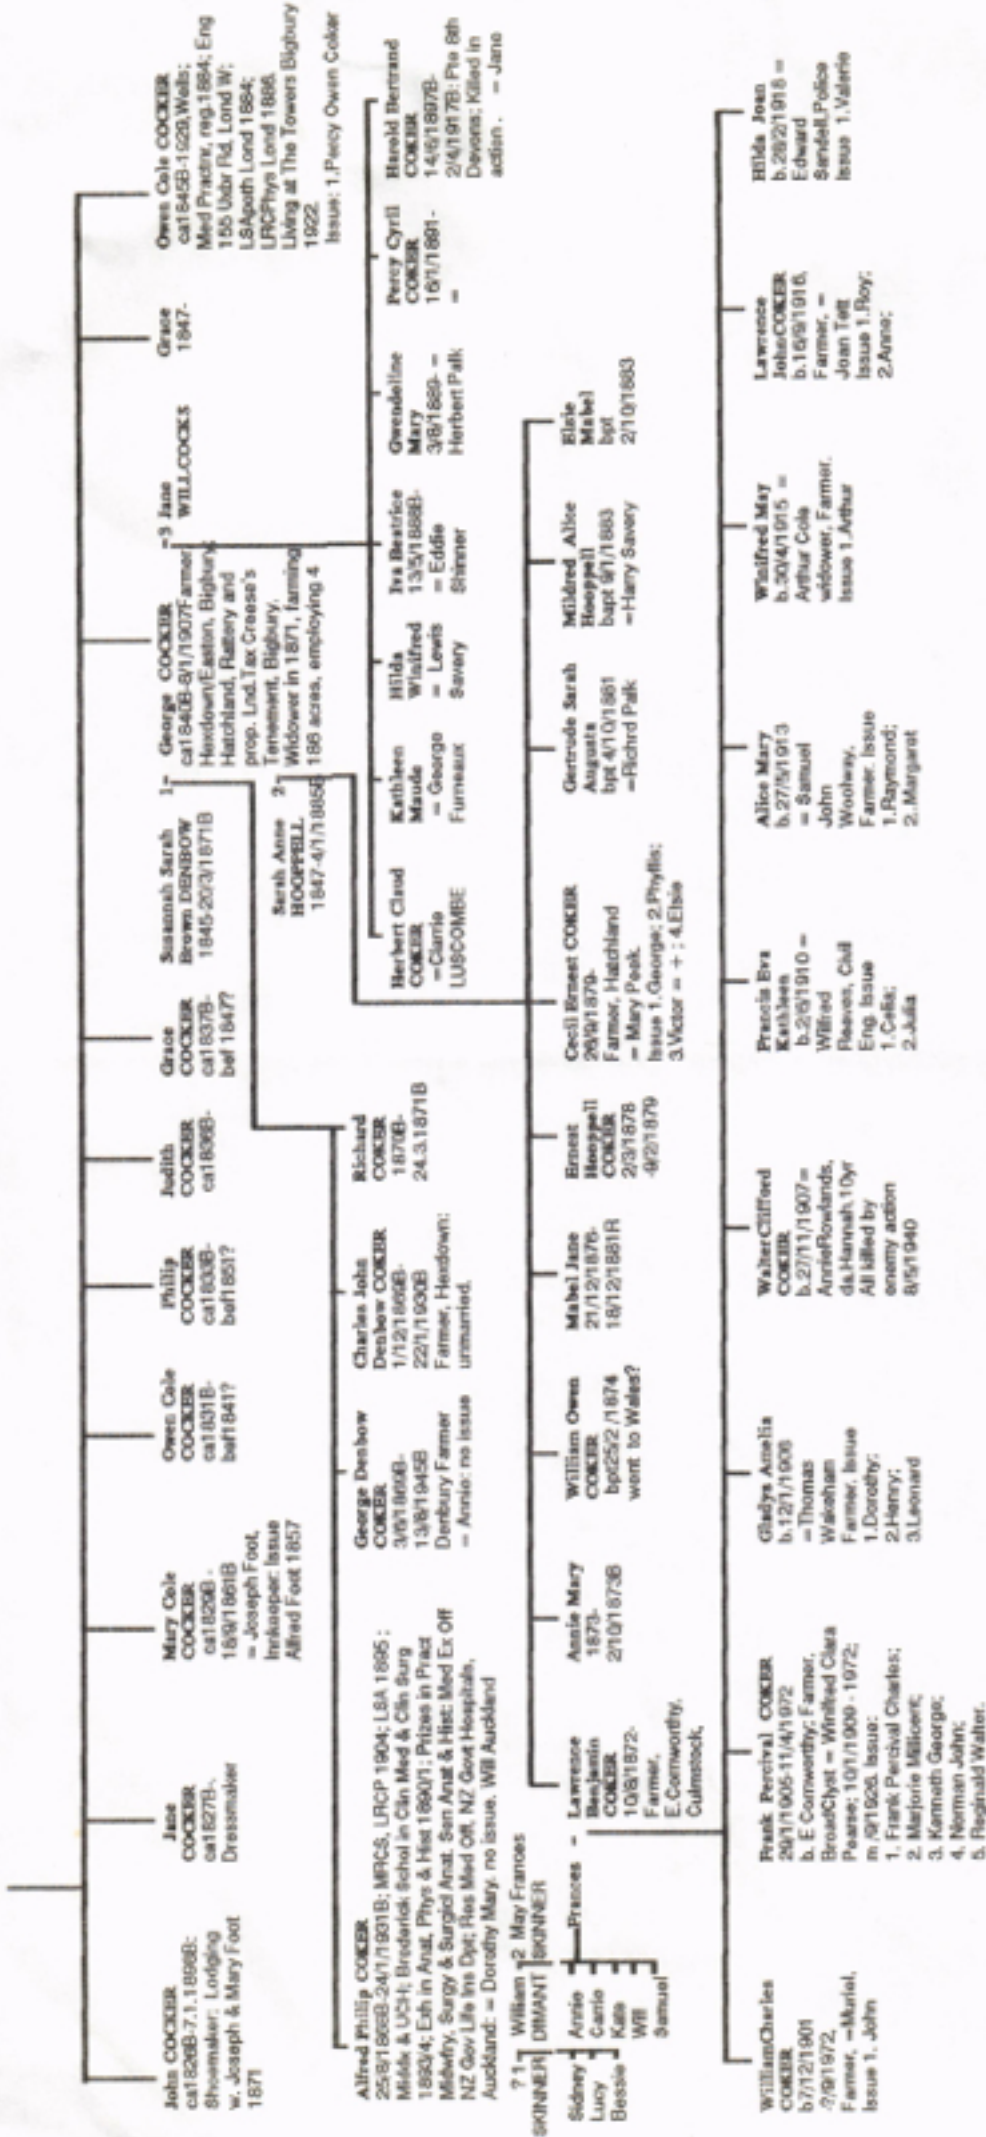 John COCKER
ca1826B-7.1.1898B:
Shoemaker: Lodging
w. Joseph & Mary Foot
1871
Jane
COCKER
ca1827B-.
Dressmaker
Mary Cole
COCKER
ca1829B -
18/9/1861B
= Joseph Foot,
Innkeeper: Issue
Alfred Foot 1857
Owen Cole
COCKER
ca1831B-
bef1841?
Philip
COCKER
ca1833B-
bef1851?
Judith
COCKER
ca1836B-
Grace
COCKER
ca1837B-
bef 1847??
Susannah Sarah
Brown DENBOW
1845-20/3/1871B
1=
George COCKER
ca1840B-8/1/1907Farmer
Hexdown/Easton, Bigbury;
Hatchland, Rattery and
prop. Lnd.Tax Creese's
Tenement, Bigbury,
Widower in 1871, farming
186 acres, employing 4
=3 Jane
WILLCOCKS
Grace
1847-
Owen Cole COCKER
ca1845B-1929,Wells;
Med Practnr, reg.1884; Eng
155 Uxbr Rd, Lond W;
LSApoth Lond 1884;
LRCPhys Lond 1886.
Living at The Towers Bigbury
1922.
Issue: 1.Percy Owen Coker
Sarah Anne
HOOPPELL
1847-4/1/1885B
2=
Alfred Philip COKER
25/8/1866B-24/1/1931B; MRCS, LRCP 1904; LSA 1895 ;
Middx & UCH; Broderick Schol in Clin Med & Clin Surg
1893/4; Exh in Anat, Phys & Hist 1890/1; Prizes in Pract
Midwfry, Surgy & Surgicl Anat. Sen Anat & Hist: Med Ex Off
NZ Gov Life Ins Dpt; Res Med Off, NZ Govt Hospitals,
Auckland: = Dorothy Mary. no issue. Will Auckland
George Denbow
COKER
3/6/1869B-
13/8/1945B
Denbury Farmer
= Annie: no issue
Charles John
Denbow COKER
1/12/1869B-
22/1/1930B
Farmer, Hexdown:
unmarried.
Richard
COKER
1870B-
24.3.1871B
Herbert Claud
COKER
=Clarrie
LUSCOMBE
Kathleen
Maude
= George
Furneaux
Hilda
Winifred
= Lewis
Savery
Iva Beatrice
13/5/1888B-
= Eddie
Shinner
Gwendoline
Mary
3/8/1889- =
Herbert Palk
Percy Cyril
COKER
16/1/1891-
=
Harold Bertrand
COKER
14/6/1897B-
2/4/1917B: Pte 8th
Devons; Killed in
action . = Jane
? 1 =
SKINNER
Wlliam
DIMANT
=2 May Frances
SKINNER
Sidney
Lucy
Bessie
Annie
Carrie
Kate
Will
Samuel
Frances
=
Lawrence
Benjamin
COKER
10/8/1872-
Farmer,
E.Cornworthy,
Culmstock,
Annie Mary
1873-
2/10/1873B
William Owen
COKER
bpt25/2 /1874
went to Wales?
Mabel Jane
21/12/1876-
18/12/1881R
Ernest
Hooppell
COKER
2/3/1878
-9/2/1879
Cecil Ernest COKER
26/9/1879-
Farmer, Hatchland
= Mary Peek.
Issue 1.George; 2.Phyllis;
3.Victor = + ; 4.Elsie
Gertrude Sarah
Augusta
bpt 4/10/1881
=Richrd Palk
Mildred Alice
Hooppell
bapt 9/1/1883
=Harry Savery
Elsie
Mabel
bpt
2/10/1883
WilliamCharles
COKER
b7/12/1901
-?/9/1972,
Farmer, =Muriel,
Issue 1. John
Frank Percival COKER
29/1/1905-11/4/1972
b. E Cornworthy; Farmer,
BroadClyst = Winifred Clara
Pearse; 10/1/1900 - 1972;
m /9/1926. Issue:
1. Frank Percival Charles;
2. Marjorie Millicent;
3. Kenneth George;
4. Norman John;
5. Reginald Walter.
Gladys Amelia
b.12/1/1906
= Thomas
Wakeham
Farmer, Issue
1.Dorothy;
2.Henry;
3.Leonard
WalterClifford
COKER
b.27/11/1907=
AnnieRowlands,
da.Hannah.10yr
All killed by
enemy action
8/5/1940
Francis Eva
Kathleen
b.2/6/1910 =
Wilfred
Reaves, Civil
Eng. Issue
1.Celia;
2.Julia
Alice Mary
b.27/5/1913
= Samuel
John
Woolway,
Farmer. Issue
1.Raymond;
2..Margaret
Winifred May
b.30/4/1915 =
Arthur Cole
widower, Farmer.
Issue 1.Arthur
Lawrence
JohnCOKER
b.16/9/1916,
Farmer, =
Joan Tett
Issue 1.Roy;
2.Anne;
Hilda Joan
b.28/2/1918 =
Edward
Sandell,Police
Issue 1.Valerie